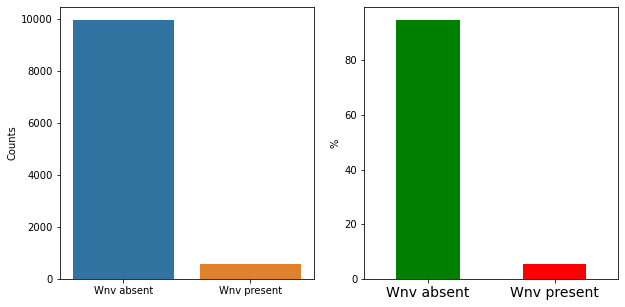 10000
8000
6000
4000
2000
0
Counts
Wnv absent
Wnv present
80
60
40
20
0
%
Wnv absent
Wnv present